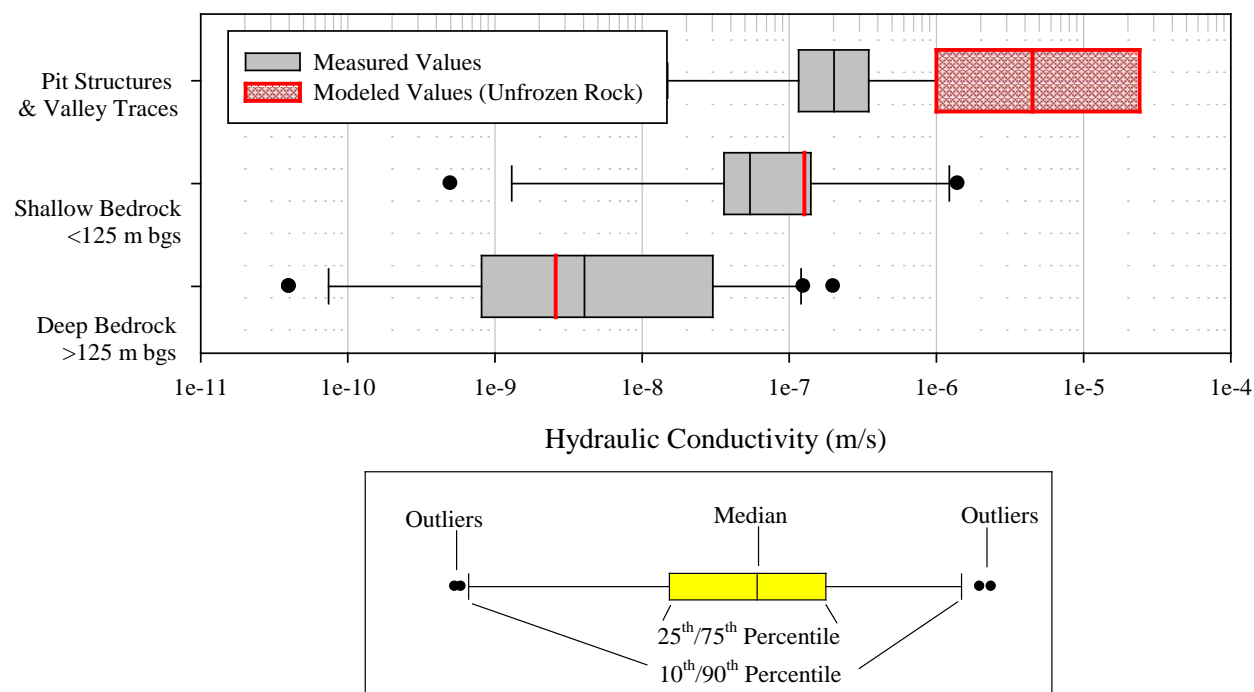 Measured Values
Modeled Values (Unfrozen Rock)
Pit Structures
& Valley Traces
Shallow Bedrock
<125 m bgs
Deep Bedrock
>125 m bgs
1e-11 1e-10 1e-9 1e-8 1e-7 1e-6 1e-5 1e-4
Hydraulic Conductivity (m/s)
Outliers Median Outliers
25th/75th Percentile
10th/90th Percentile